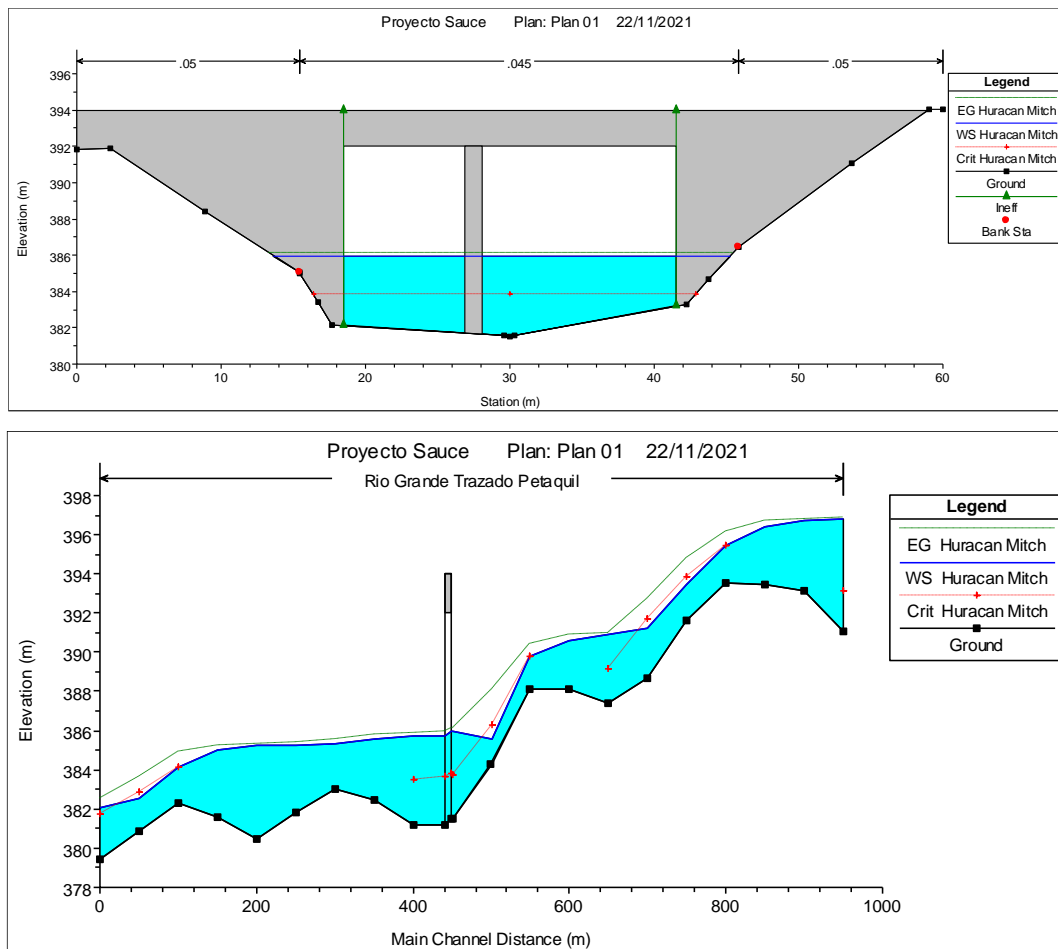 Proyecto Sauce Plan: Plan 01 22/11/2021
.05 .045 .05
396
394
392
390
388
386
384
382
380
Elevation (m)
0 10 20 30 40 50 60
Station (m)
Legend
EG Huracan Mitch
WS Huracan Mitch
Crit Huracan Mitch
Ground
Ineff
Bank Sta
Proyecto Sauce Plan: Plan 01 22/11/2021
Rio Grande Trazado Petaquil
398
396
394
392
390
388
386
384
382
380
378
Elevation (m)
0 200 400 600 800 1000
Main Channel Distance (m)
Legend
EG Huracan Mitch
WS Huracan Mitch
Crit Huracan Mitch
Ground